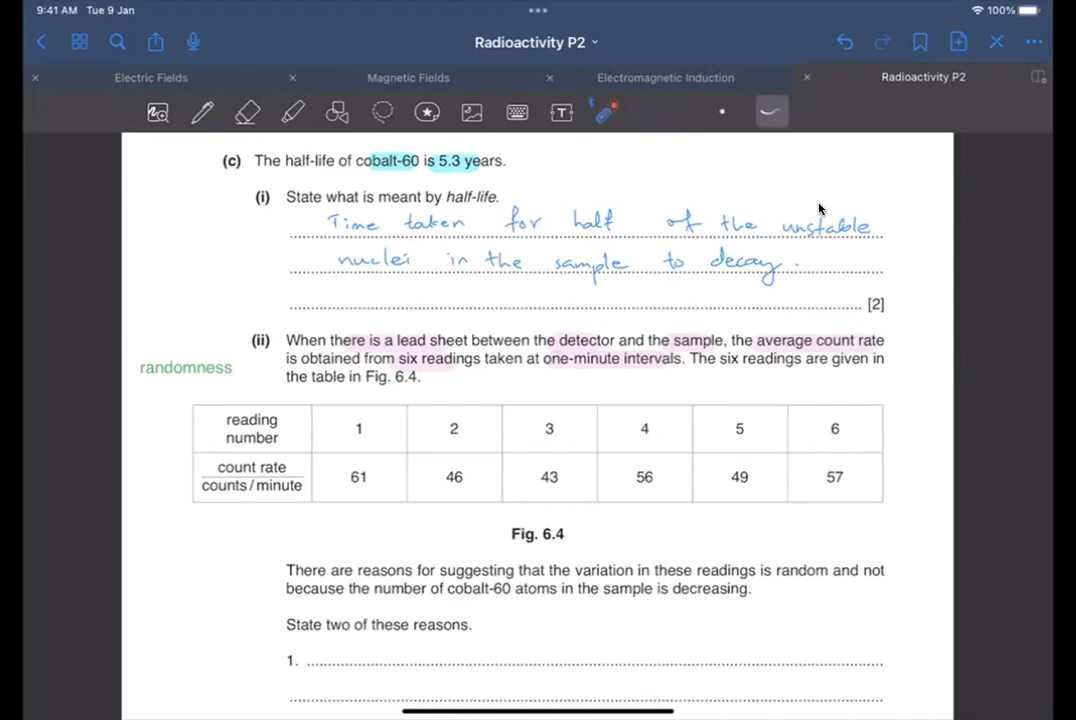 9:41 AM Tue 9 Jan
100%
Radioactivity P2
Electric Fields
Magnetic Fields
Electromagnetic Induction
Radioactivity P2
(c) The half-life of cobalt-60 is 5.3 years.
(i) State what is meant by half-life.
Time taken for half of the unstable
nuclei in the sample to decay.
[2]
(ii) When there is a lead sheet between the detector and the sample, the average count rate
is obtained from six readings taken at one-minute intervals. The six readings are given in
the table in Fig. 6.4.
randomness
reading number 1 2 3 4 5 6
count rate
counts / minute 61 46 43 56 49 57
Fig. 6.4
There are reasons for suggesting that the variation in these readings is random and not
because the number of cobalt-60 atoms in the sample is decreasing.
State two of these reasons.
1.